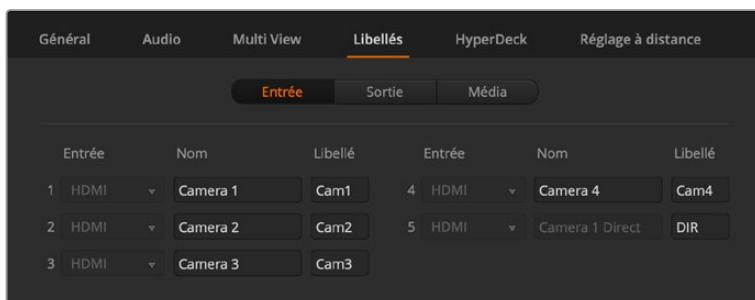 Général Audio Multi View Libellés HyperDeck Réglage à distance
Entrée Sortie Média
Entrée Nom Libellé Entrée Nom Libellé
1 HDMI Camera 1 Cam1 4 HDMI Camera 4 Cam4
2 HDMI Camera 2 Cam2 5 HDMI Camera 1 Direct DIR
3 HDMI Camera 3 Cam3